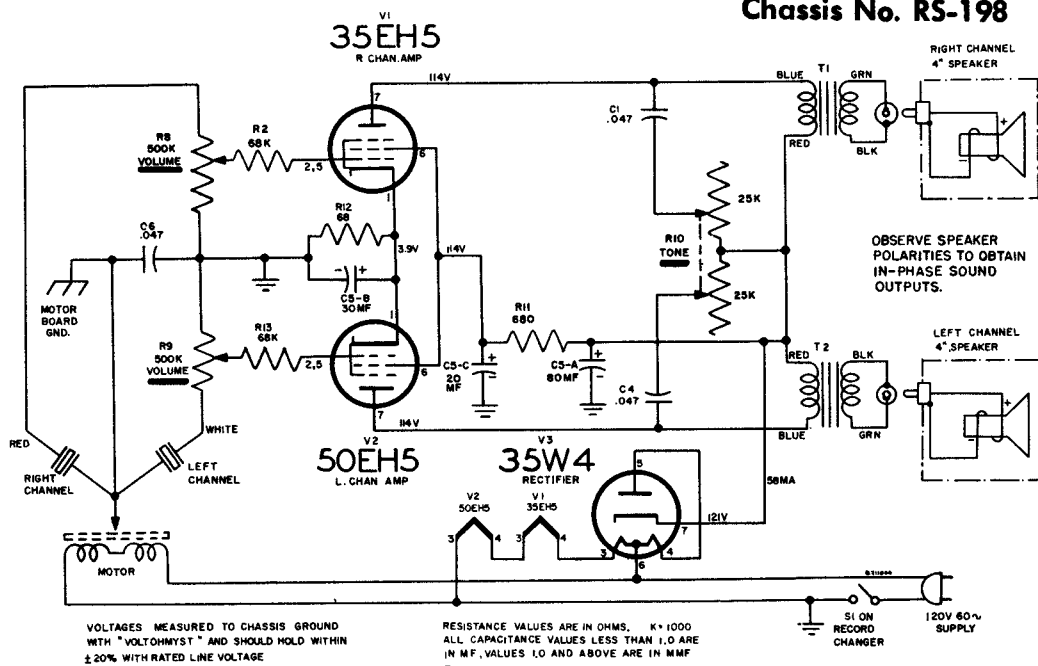 Chassis No. RS-198
V1
35EH5
R CHAN. AMP
RIGHT CHANNEL
4" SPEAKER
114V
BLUE
T1
GRN
7
C1
.047
R8
500K
VOLUME
R2
68K
2,5
6
RED
BLK
+
-
1
25K
R12
68
3.9V
114V
C6
.047
R10
TONE
OBSERVE SPEAKER
POLARITIES TO OBTAIN
IN-PHASE SOUND
OUTPUTS.
- +
C5-B
30MF
25K
MOTOR
BOARD
GND.
R11
680
R9
500K
VOLUME
R13
68K
1
2,5
6
C5-C
20
MF
+
-
C5-A
80MF
+
-
C4
.047
RED
T2
BLK
LEFT CHANNEL
4" SPEAKER
+
-
7
114V
BLUE
GRN
RED
WHITE
RIGHT
CHANNEL
LEFT
CHANNEL
V2
50EH5
L. CHAN AMP
V3
35W4
RECTIFIER
5
58MA
V2
50EH5
V1
35EH5
121V
7
3
4
3
4
3
4
6
MOTOR
S1 ON
RECORD
CHANGER
120V 60~
SUPPLY
VOLTAGES MEASURED TO CHASSIS GROUND
WITH "VOLTOHMYST" AND SHOULD HOLD WITHIN
±20% WITH RATED LINE VOLTAGE
RESISTANCE VALUES ARE IN OHMS. K=1000
ALL CAPACITANCE VALUES LESS THAN 1.0 ARE
IN MF, VALUES 1.0 AND ABOVE ARE IN MMF